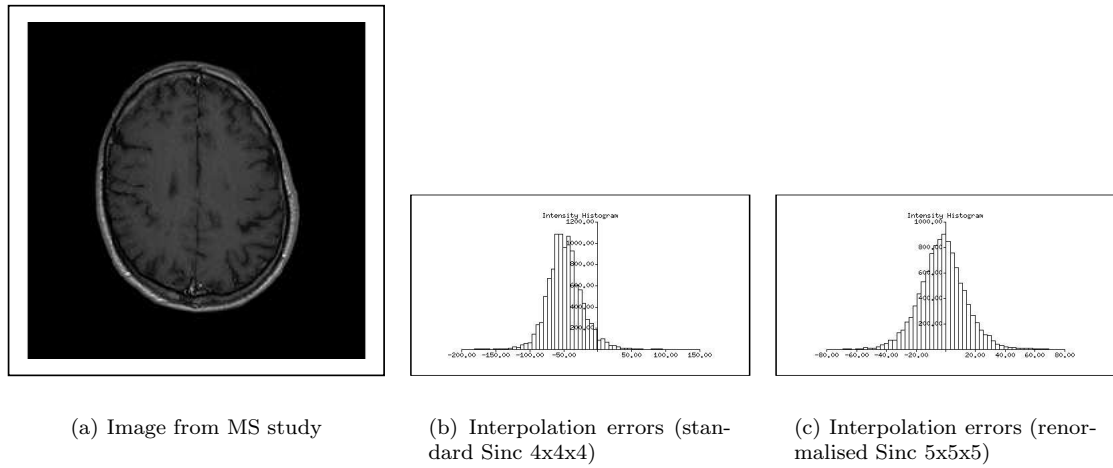 Intensity Histogram
1200.00
1000.00
800.00
600.00
400.00
200.00
-200.00 -150.00 -100.00 -50.00 50.00 100.00 150.00
Intensity Histogram
1000.00
800.00
600.00
400.00
200.00
-80.00 -60.00 -40.00 -20.00 20.00 40.00 60.00 80.00
(a) Image from MS study
(b) Interpolation errors (stan-
dard Sinc 4x4x4)
(c) Interpolation errors (renor-
malised Sinc 5x5x5)